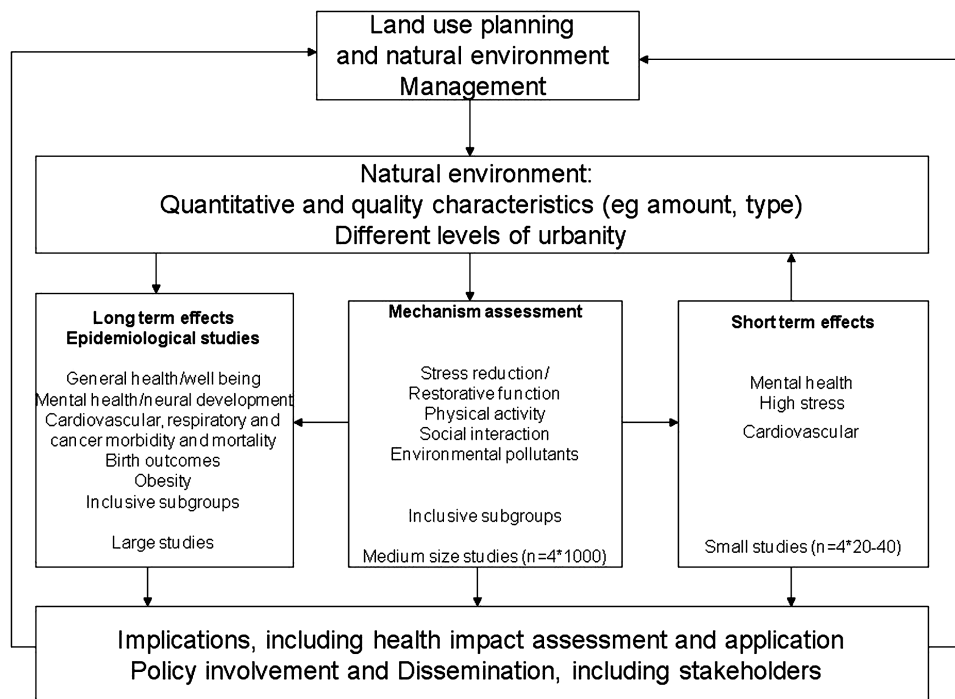 Land use planning
and natural environment
Management
Natural environment:
Quantitative and quality characteristics (eg amount, type)
Different levels of urbanity
Long term effects
Epidemiological studies
General health/well being
Mental health/neural development
Cardiovascular, respiratory and
cancer morbidity and mortality
Birth outcomes
Obesity
Inclusive subgroups
Large studies
Mechanism assessment
Stress reduction/
Restorative function
Physical activity
Social interaction
Environmental pollutants
Inclusive subgroups
Medium size studies (n=4*1000)
Short term effects
Mental health
High stress
Cardiovascular
Small studies (n=4*20-40)
Implications, including health impact assessment and application
Policy involvement and Dissemination, including stakeholders